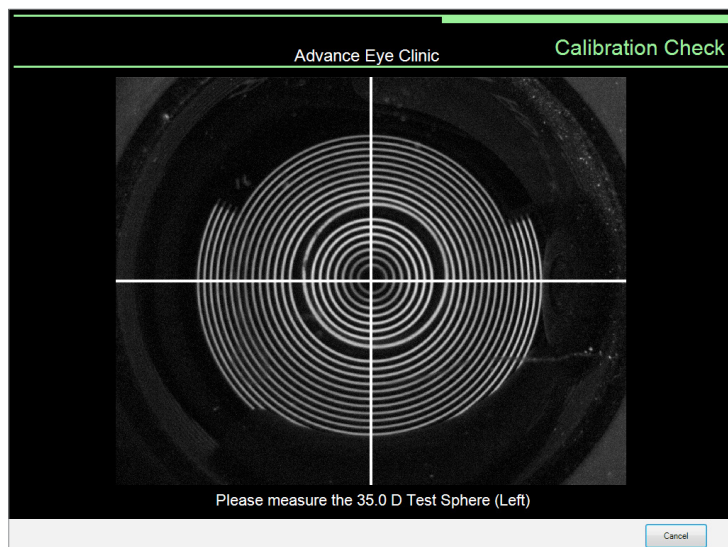 Calibration Check
Advance Eye Clinic
Please measure the 35.0 D Test Sphere (Left)
Cancel